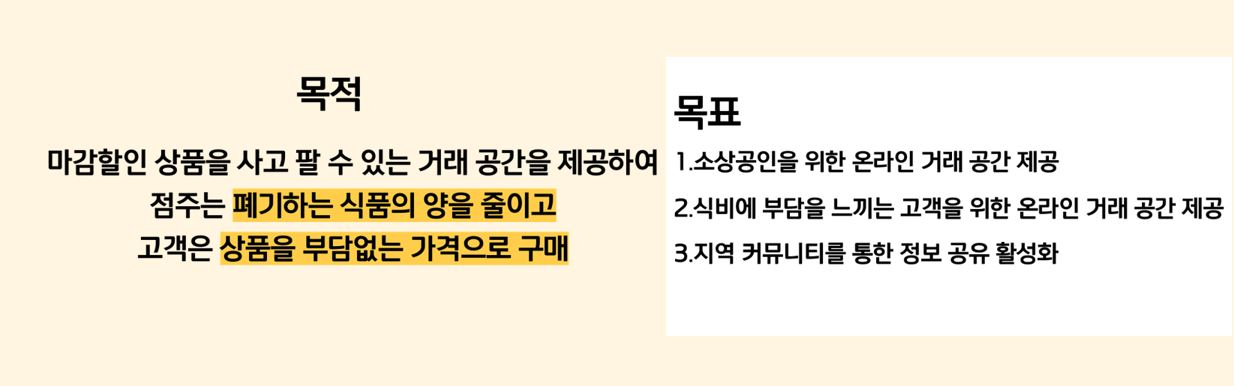 목적
마감할인 상품을 사고 팔 수 있는 거래 공간을 제공하여
점주는 폐기하는 식품의 양을 줄이고
고객은 상품을 부담없는 가격으로 구매
목표
1.소상공인을 위한 온라인 거래 공간 제공
2.식비에 부담을 느끼는 고객을 위한 온라인 거래 공간 제공
3.지역 커뮤니티를 통한 정보 공유 활성화